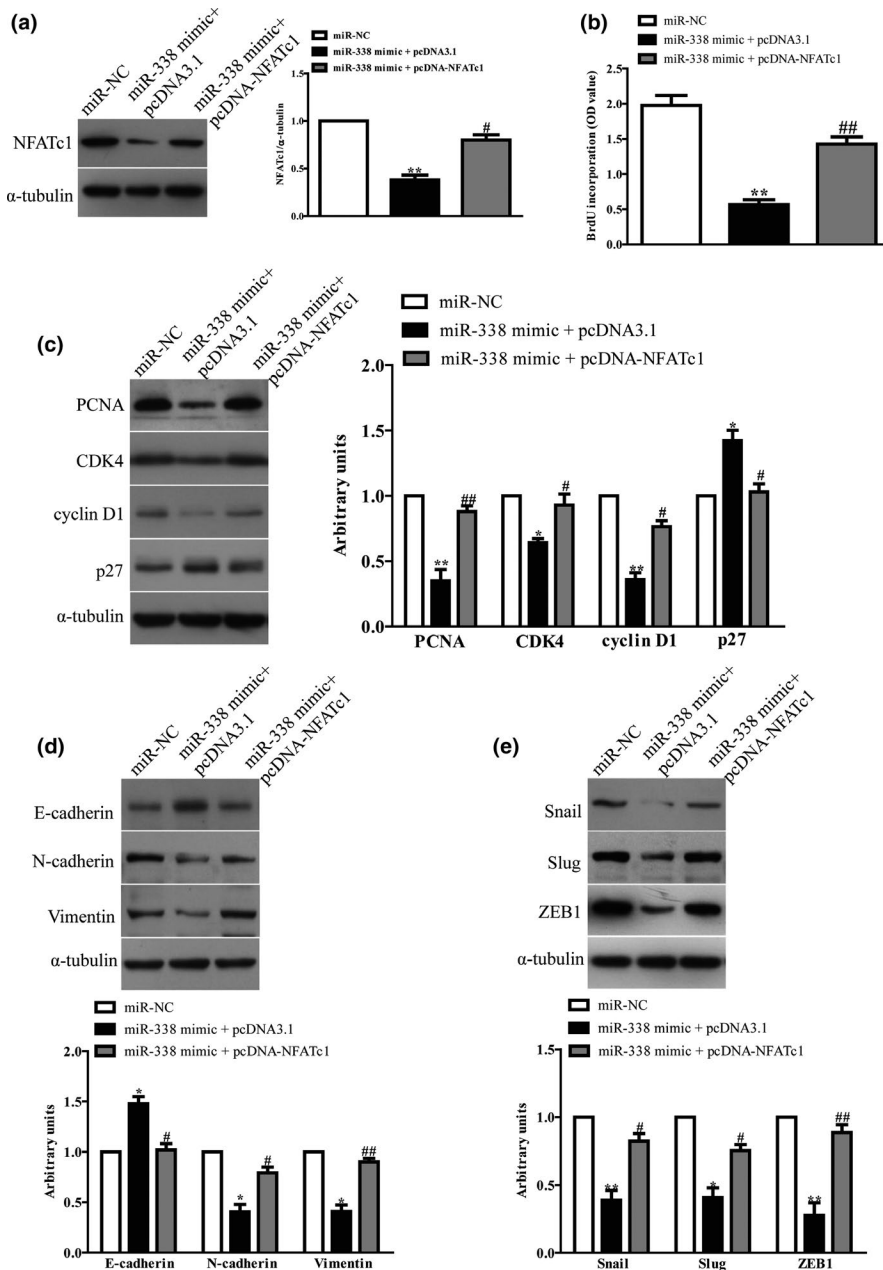 (a)
miR-NC
miR-338 mimic+
pcDNA3.1
miR-338 mimic+
pcDNA-NFATc1
NFATc1
α-tubulin
miR-NC
miR-338 mimic + pcDNA3.1
miR-338 mimic + pcDNA-NFATc1
NFATc1/α-tubulin
1.5
1.0
0.5
0.0
**
#
(b)
miR-NC
miR-338 mimic + pcDNA3.1
miR-338 mimic + pcDNA-NFATc1
BrdU incorporation (OD value)
2.5
2.0
1.5
1.0
0.5
0.0
**
##
(c)
miR-NC
miR-338 mimic+
pcDNA3.1
miR-338 mimic+
pcDNA-NFATc1
PCNA
CDK4
cyclin D1
p27
α-tubulin
miR-NC
miR-338 mimic + pcDNA3.1
miR-338 mimic + pcDNA-NFATc1
Arbitrary units
2.0
1.5
1.0
0.5
0.0
**
##
*
#
**
#
*
#
PCNA
CDK4
cyclin D1
p27
(d)
miR-NC
miR-338 mimic+
pcDNA3.1
miR-338 mimic+
pcDNA-NFATc1
E-cadherin
N-cadherin
Vimentin
α-tubulin
miR-NC
miR-338 mimic + pcDNA3.1
miR-338 mimic + pcDNA-NFATc1
Arbitrary units
2.0
1.5
1.0
0.5
0.0
*
#
*
#
*
##
E-cadherin
N-cadherin
Vimentin
(e)
miR-NC
miR-338 mimic+
pcDNA3.1
miR-338 mimic+
pcDNA-NFATc1
Snail
Slug
ZEB1
α-tubulin
miR-NC
miR-338 mimic + pcDNA3.1
miR-338 mimic + pcDNA-NFATc1
Arbitrary units
1.5
1.0
0.5
0.0
**
#
*
#
**
##
Snail
Slug
ZEB1